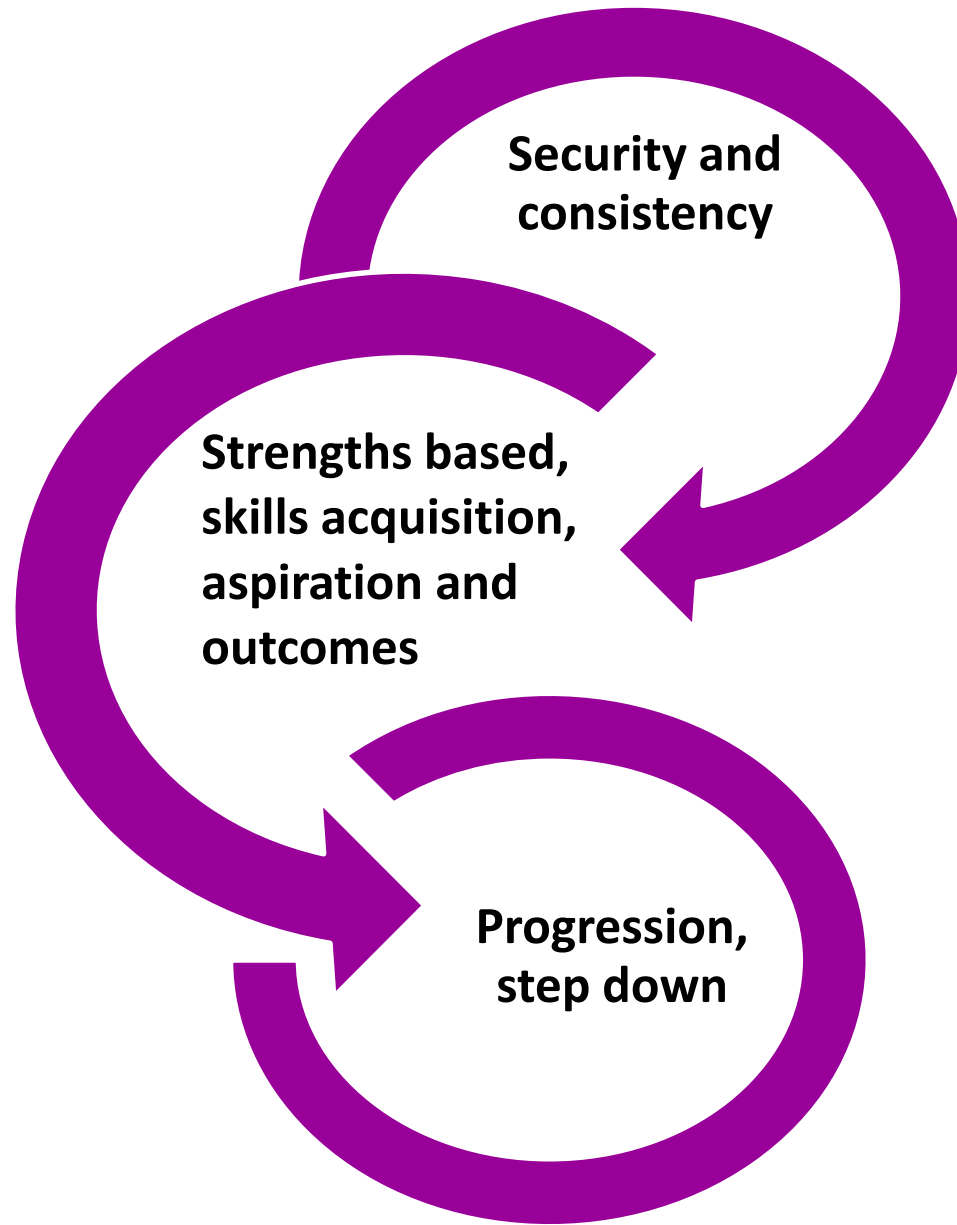 Security and
consistency
Strengths based,
skills acquisition,
aspiration and
outcomes
Progression,
step down